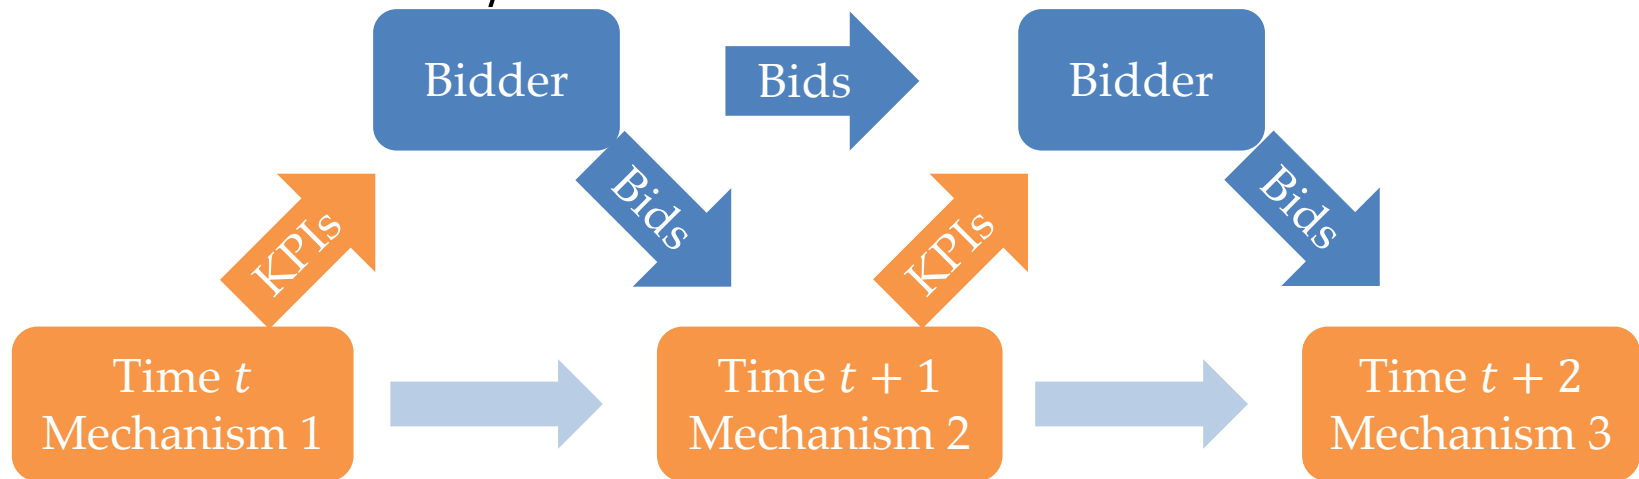 Bidder
Bids
Bidder
KPIs
Bids
KPIs
Bids
Time t
Mechanism 1
Time t + 1
Mechanism 2
Time t + 2
Mechanism 3